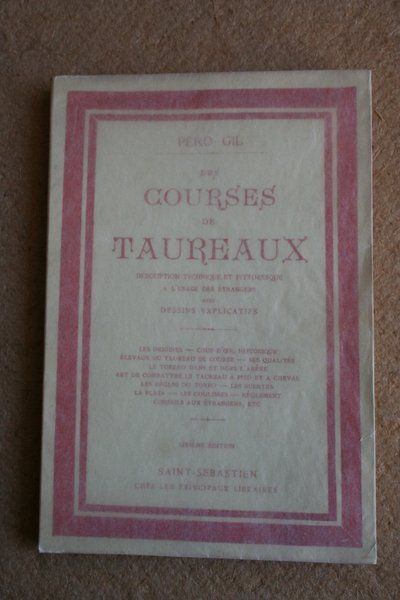 PERO GIL
LES
COURSES
DE
TAUREAUX
DESCRIPTION TECHNIQUE ET PITTORESQUE
A L'USAGE DES ÉTRANGERS
AVEC
DESSINS EXPLICATIFS
LES ORIGINES — COUP D'ŒIL HISTORIQUE
ÉLEVAGE DU TAUREAU DE COURSE — SES QUALITÉS
LE TORERO DANS ET HORS L'ARÈNE
ART DE COMBATTRE LE TAUREAU A PIED ET A CHEVAL
LES RÈGLES DU TOREO — LES SUERTES
LA PLAZA — LES COULISSES — RÈGLEMENT
CONSEILS AUX ÉTRANGERS, ETC.
SIXIÈME ÉDITION
SAINT-SÉBASTIEN
CHEZ LES PRINCIPAUX LIBRAIRES